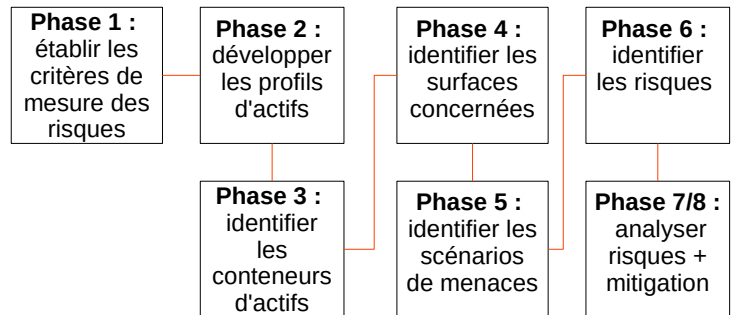 Phase 1 :
établir les
critères de
mesure des
risques
Phase 2 :
développer
les profils
d'actifs
Phase 3 :
identifier
les
conteneurs
d'actifs
Phase 4 :
identifier les
surfaces
concernées
Phase 5 :
identifier les
scénarios
de menaces
Phase 6 :
identifier
les risques
Phase 7/8 :
analyser
risques +
mitigation